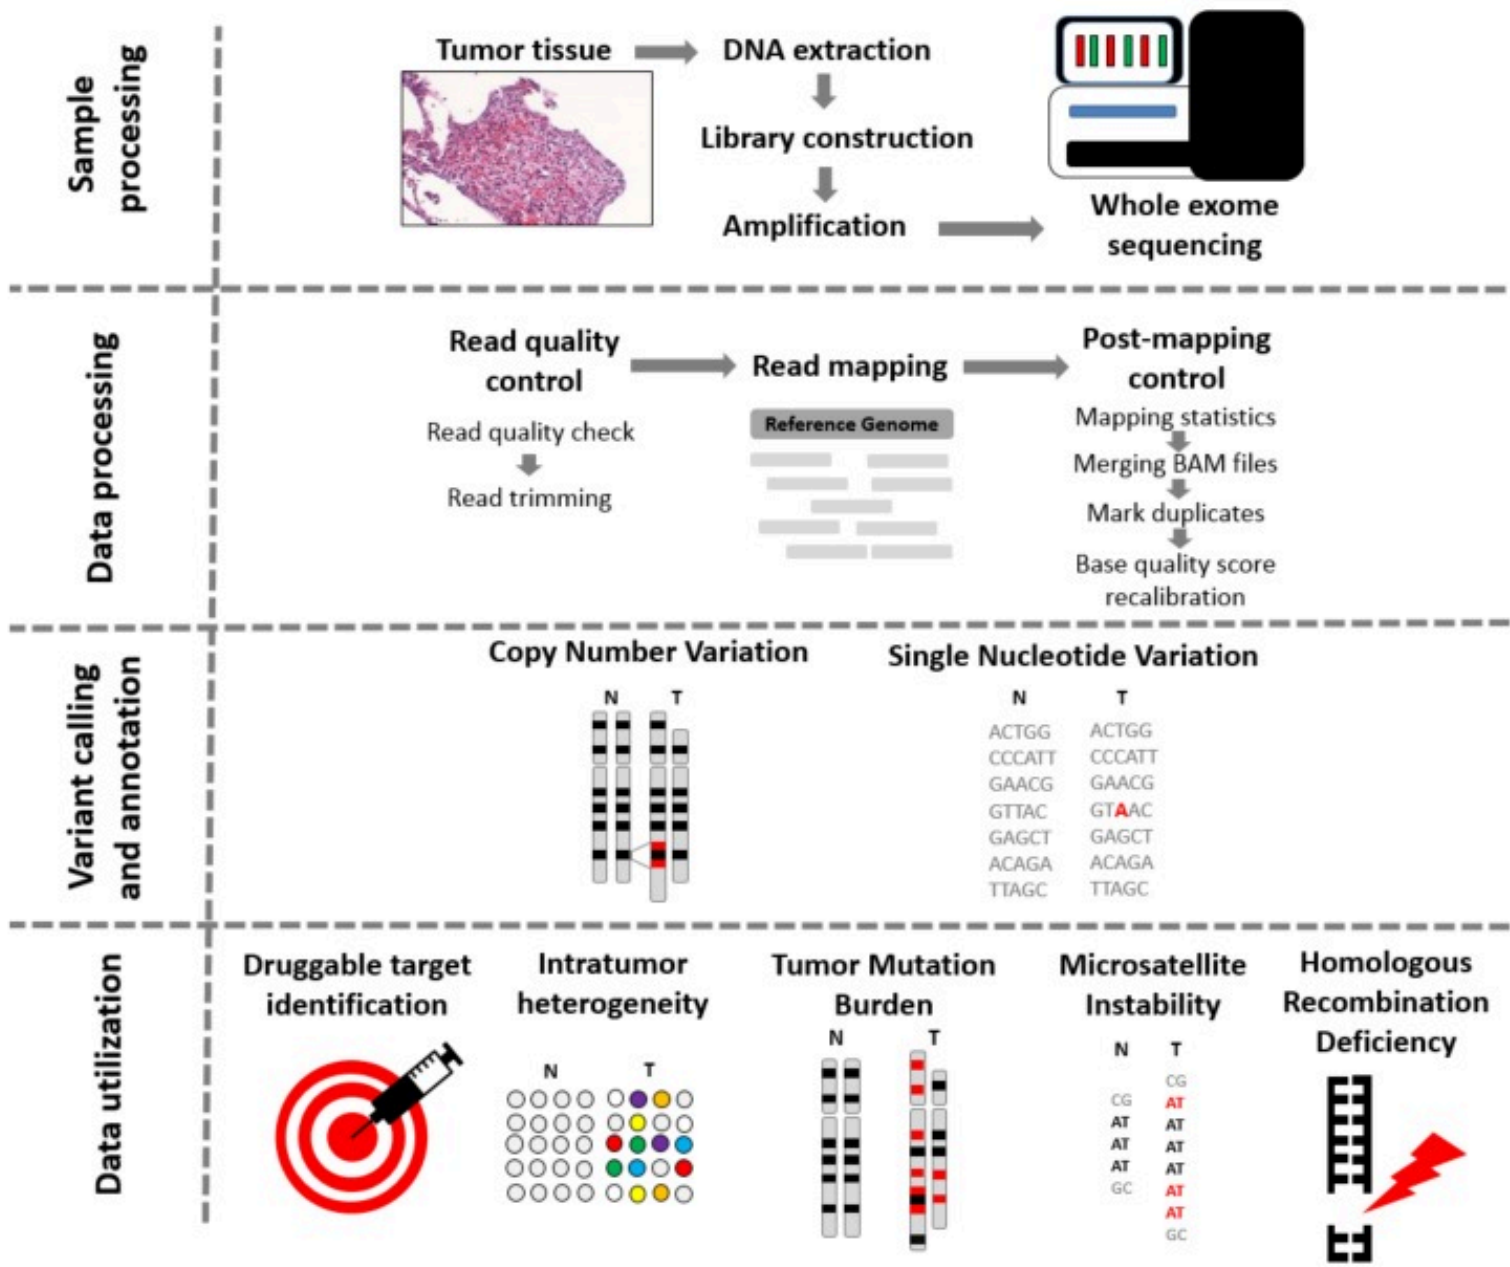 Sample
processing
Tumor tissue
DNA extraction
Library construction
Amplification
Whole exome
sequencing
Data processing
Read quality
control
Read quality check
Read trimming
Read mapping
Reference Genome
Post-mapping
control
Mapping statistics
Merging BAM files
Mark duplicates
Base quality score
recalibration
Variant calling
and annotation
Copy Number Variation
N T
Single Nucleotide Variation
N T
ACTGG ACTGG
CCCATT CCCATT
GAACG GAACG
GTTAC GTAAC
GAGCT GAGCT
ACAGA ACAGA
TTAGC TTAGC
Data utilization
Druggable target
identification
Intratumor
heterogeneity
N T
Tumor Mutation
Burden
N T
Microsatellite
Instability
N T
CG
CG AT
AT AT
AT AT
AT AT
GC AT
AT
GC
Homologous
Recombination
Deficiency